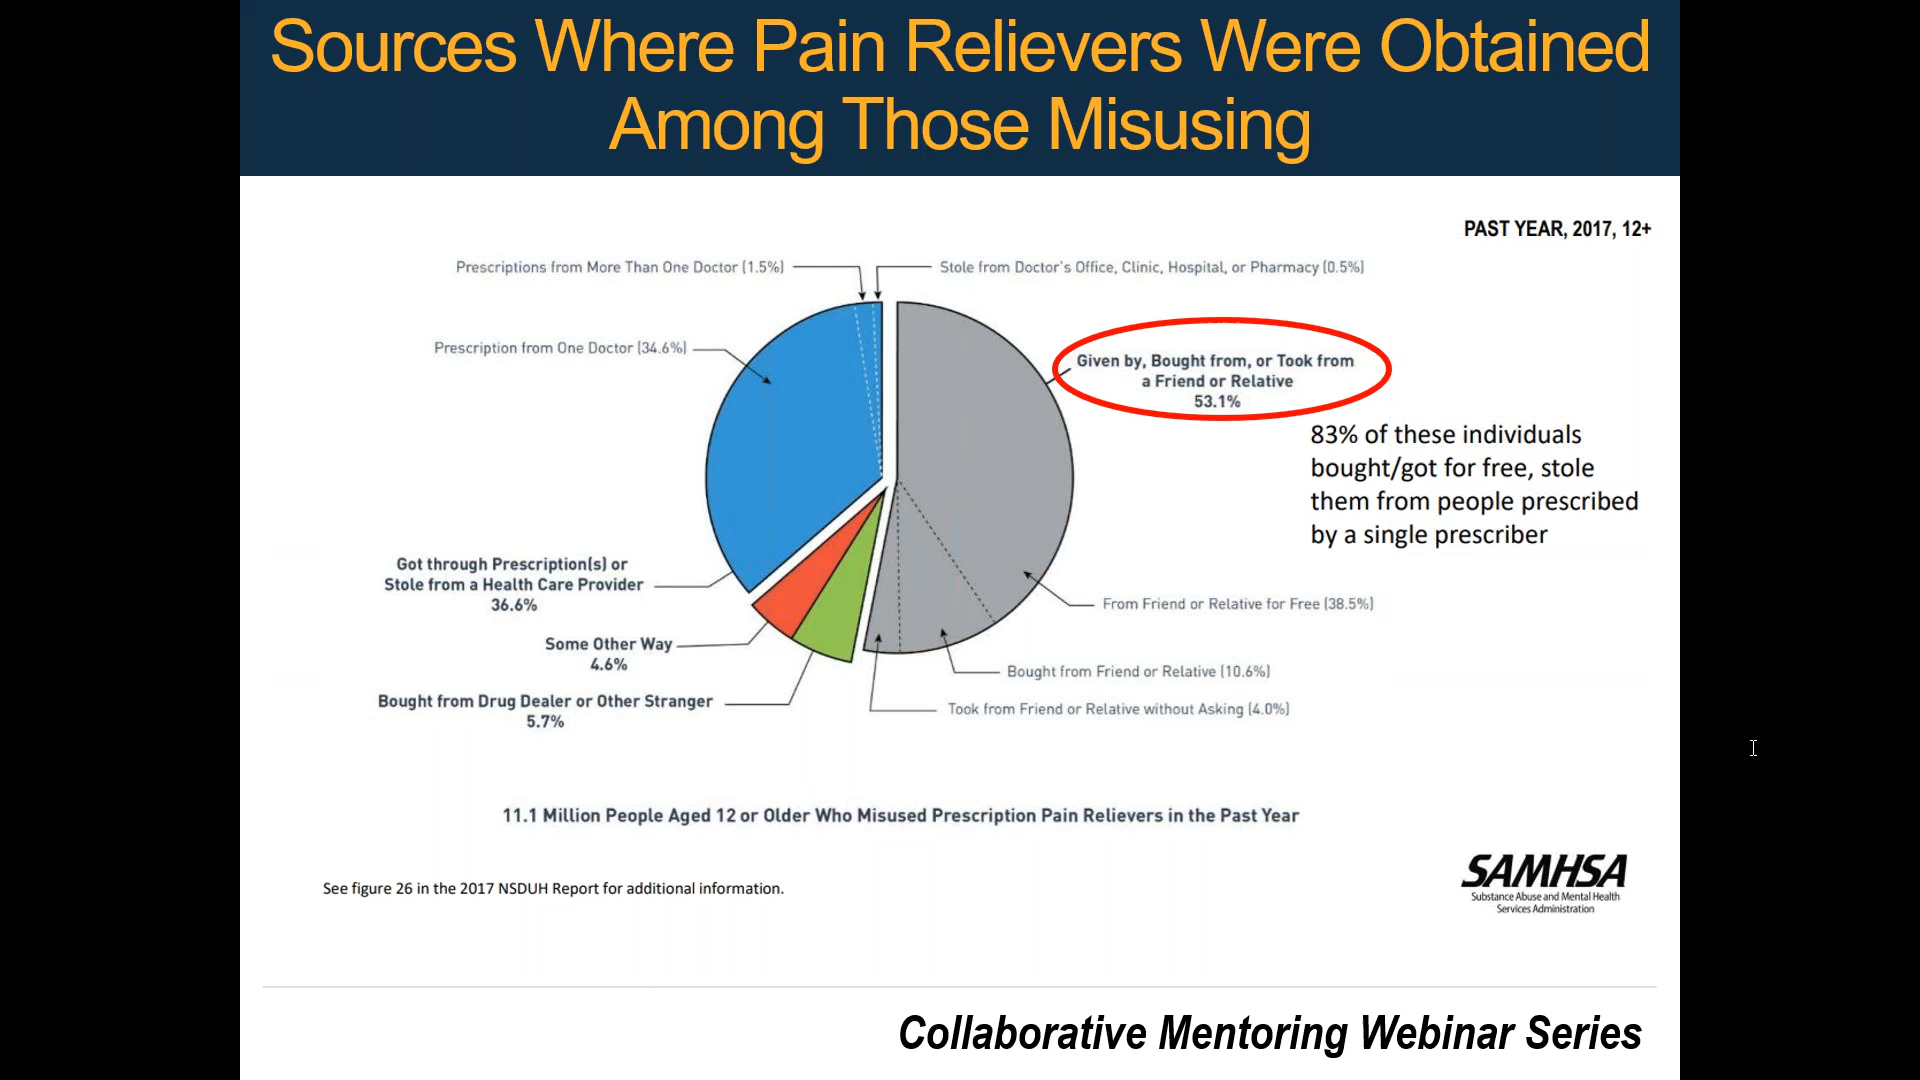 Sources Where Pain Relievers Were Obtained
Among Those Misusing
PAST YEAR, 2017, 12+
Prescriptions from More Than One Doctor (1.5%)
Stole from Doctor's Office, Clinic, Hospital, or Pharmacy (0.5%)
Prescription from One Doctor (34.6%)
Given by, Bought from, or Took from
a Friend or Relative
53.1%
83% of these individuals
bought/got for free, stole
them from people prescribed
by a single prescriber
Got through Prescription(s) or
Stole from a Health Care Provider
36.6%
From Friend or Relative for Free (38.5%)
Some Other Way
4.6%
Bought from Friend or Relative (10.6%)
Bought from Drug Dealer or Other Stranger
5.7%
Took from Friend or Relative without Asking (4.0%)
11.1 Million People Aged 12 or Older Who Misused Prescription Pain Relievers in the Past Year
See figure 26 in the 2017 NSDUH Report for additional information.
SAMHSA
Substance Abuse and Mental Health
Services Administration
Collaborative Mentoring Webinar Series